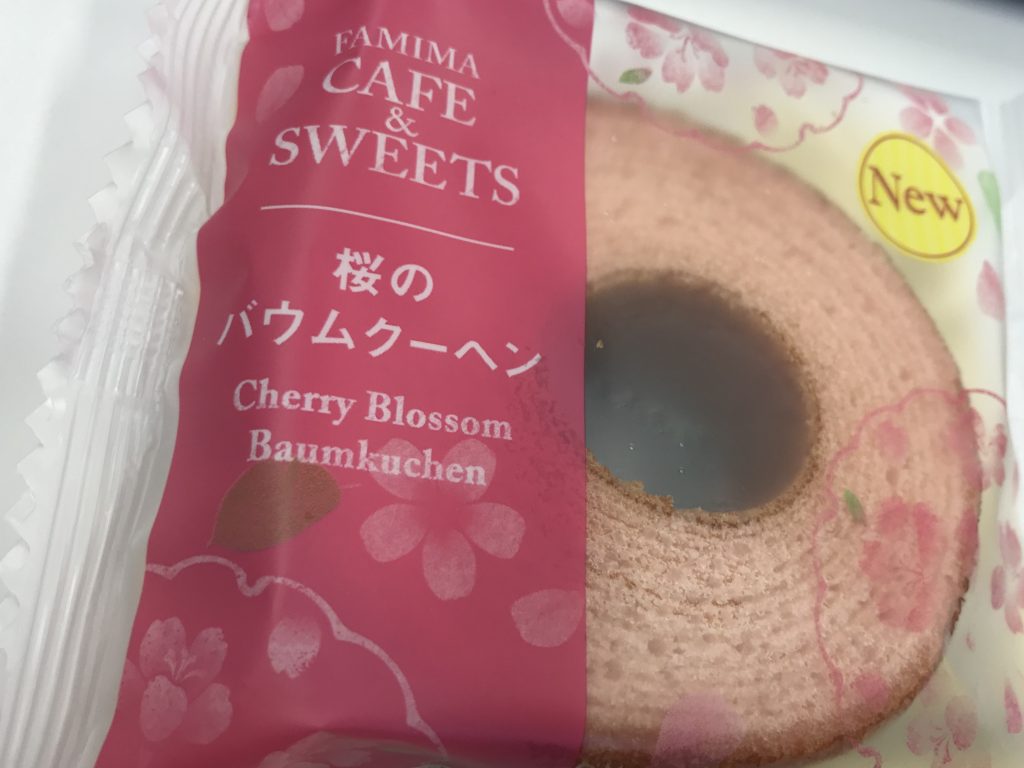 FAMIMA
CAFE
&
SWEETS
桜の
バウムクーヘン
Cherry Blossom
Baumkuchen
New